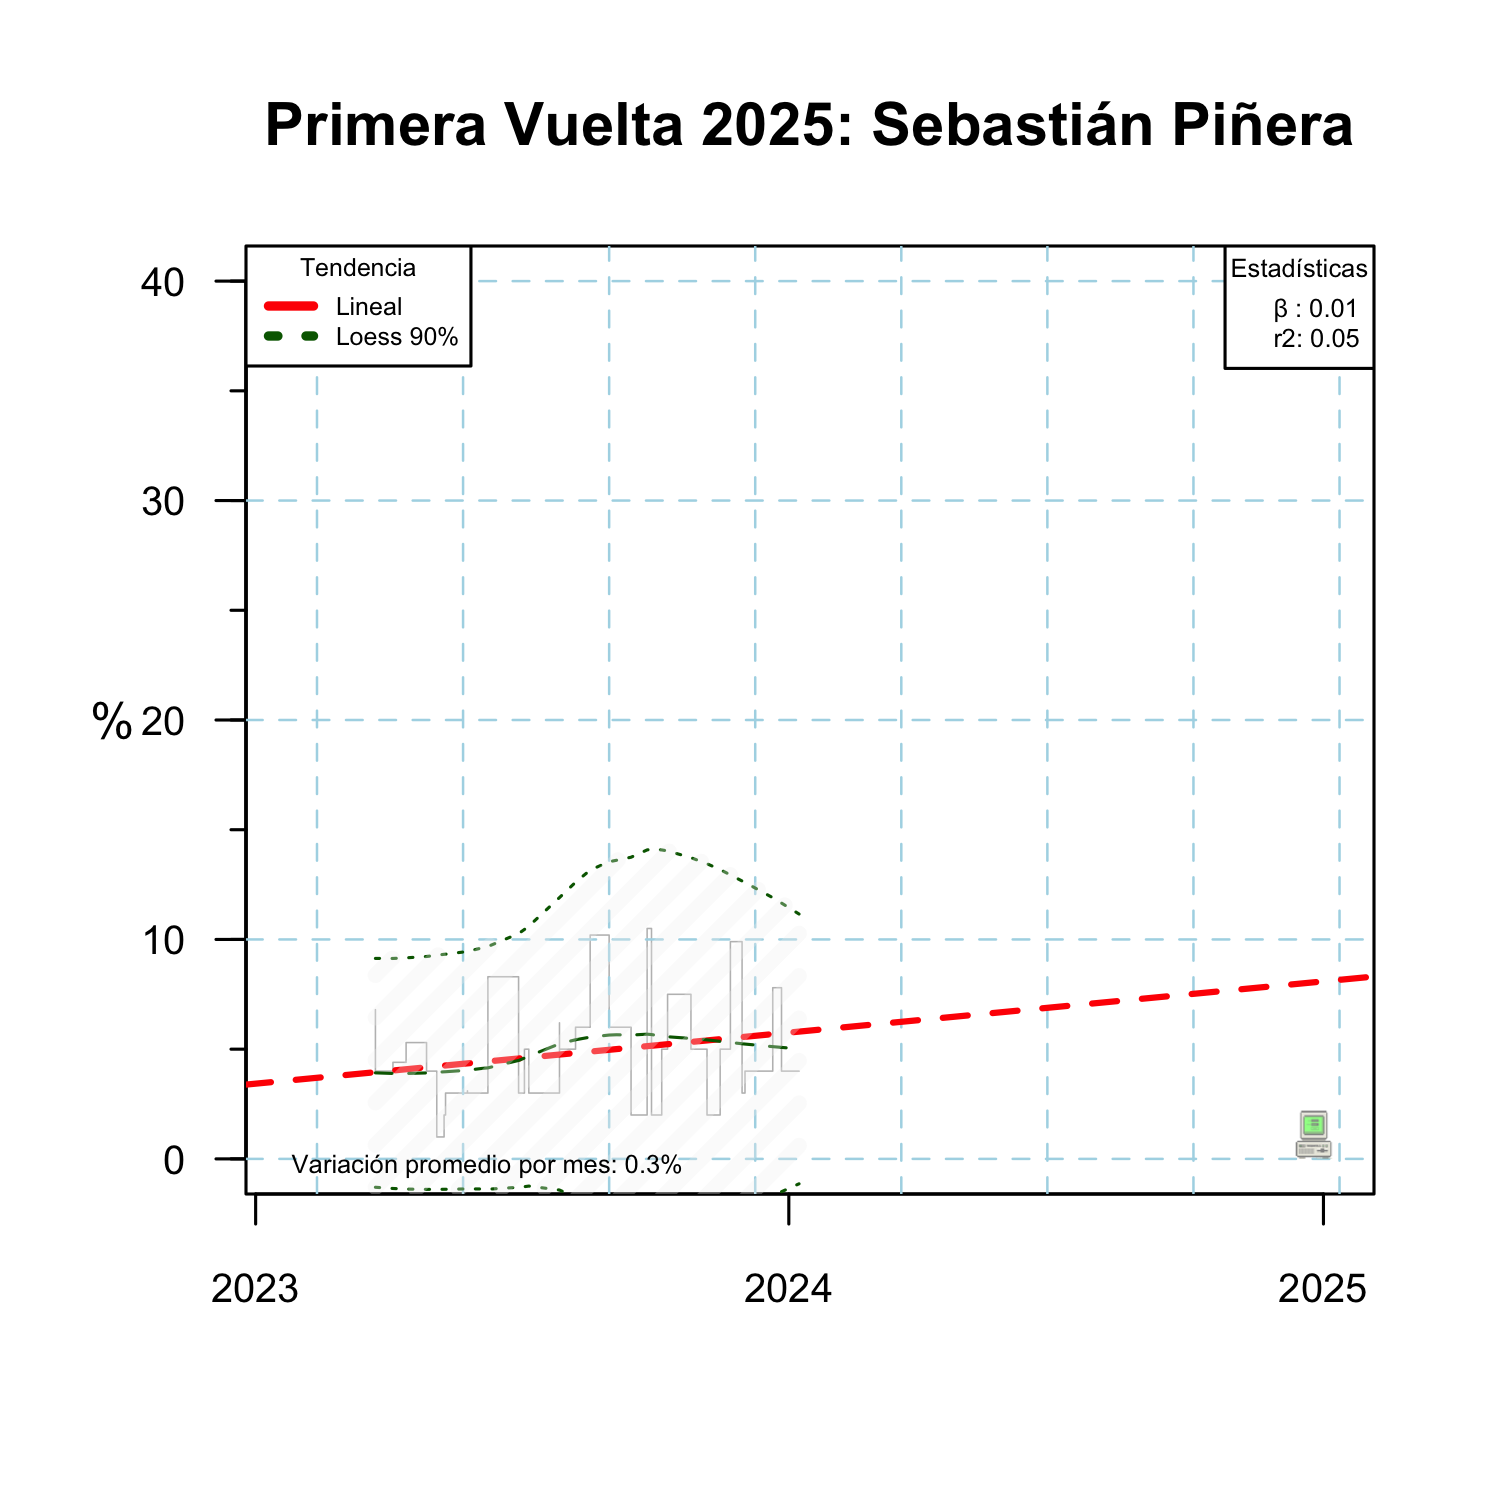 Primera Vuelta 2025: Sebastián Piñera
Tendencia
Lineal
Loess 90%
Estadísticas
β : 0.01
r2: 0.05
40
30
% 20
10
0
Variación promedio por mes: 0.3%
2023 2024 2025